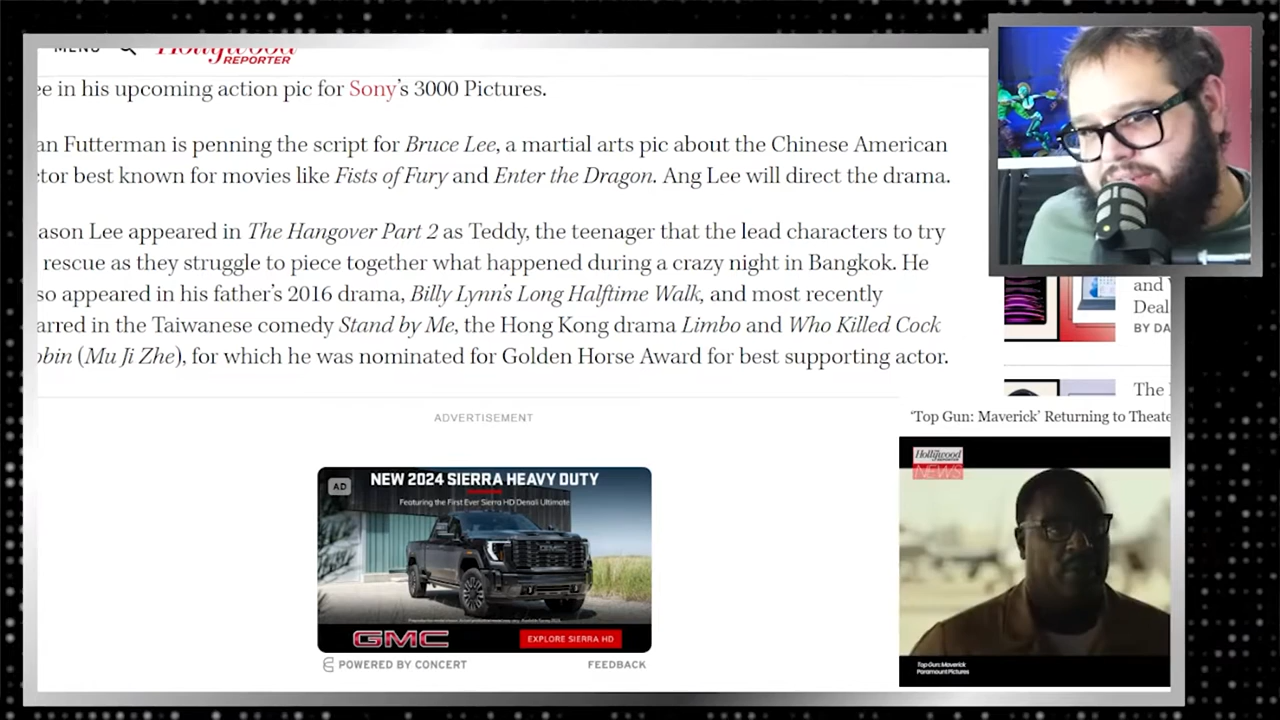 MENU
Hollywood
REPORTER
ee in his upcoming action pic for Sony's 3000 Pictures.
an Futterman is penning the script for Bruce Lee, a martial arts pic about the Chinese American
ctor best known for movies like Fists of Fury and Enter the Dragon. Ang Lee will direct the drama.
ason Lee appeared in The Hangover Part 2 as Teddy, the teenager that the lead characters to try
rescue as they struggle to piece together what happened during a crazy night in Bangkok. He
so appeared in his father's 2016 drama, Billy Lynn's Long Halftime Walk, and most recently
arred in the Taiwanese comedy Stand by Me, the Hong Kong drama Limbo and Who Killed Cock
obin (Mu Ji Zhe), for which he was nominated for Golden Horse Award for best supporting actor.
and
Deal
BY DA
The
ADVERTISEMENT
'Top Gun: Maverick' Returning to Theate
AD
NEW 2024 SIERRA HEAVY DUTY
Featuring the First Ever Sierra HD Denali Ultimate
GMC
EXPLORE SIERRA HD
POWERED BY CONCERT
FEEDBACK
Hollywood
REPORTER
NEWS
Top Gun: Maverick
Paramount Pictures